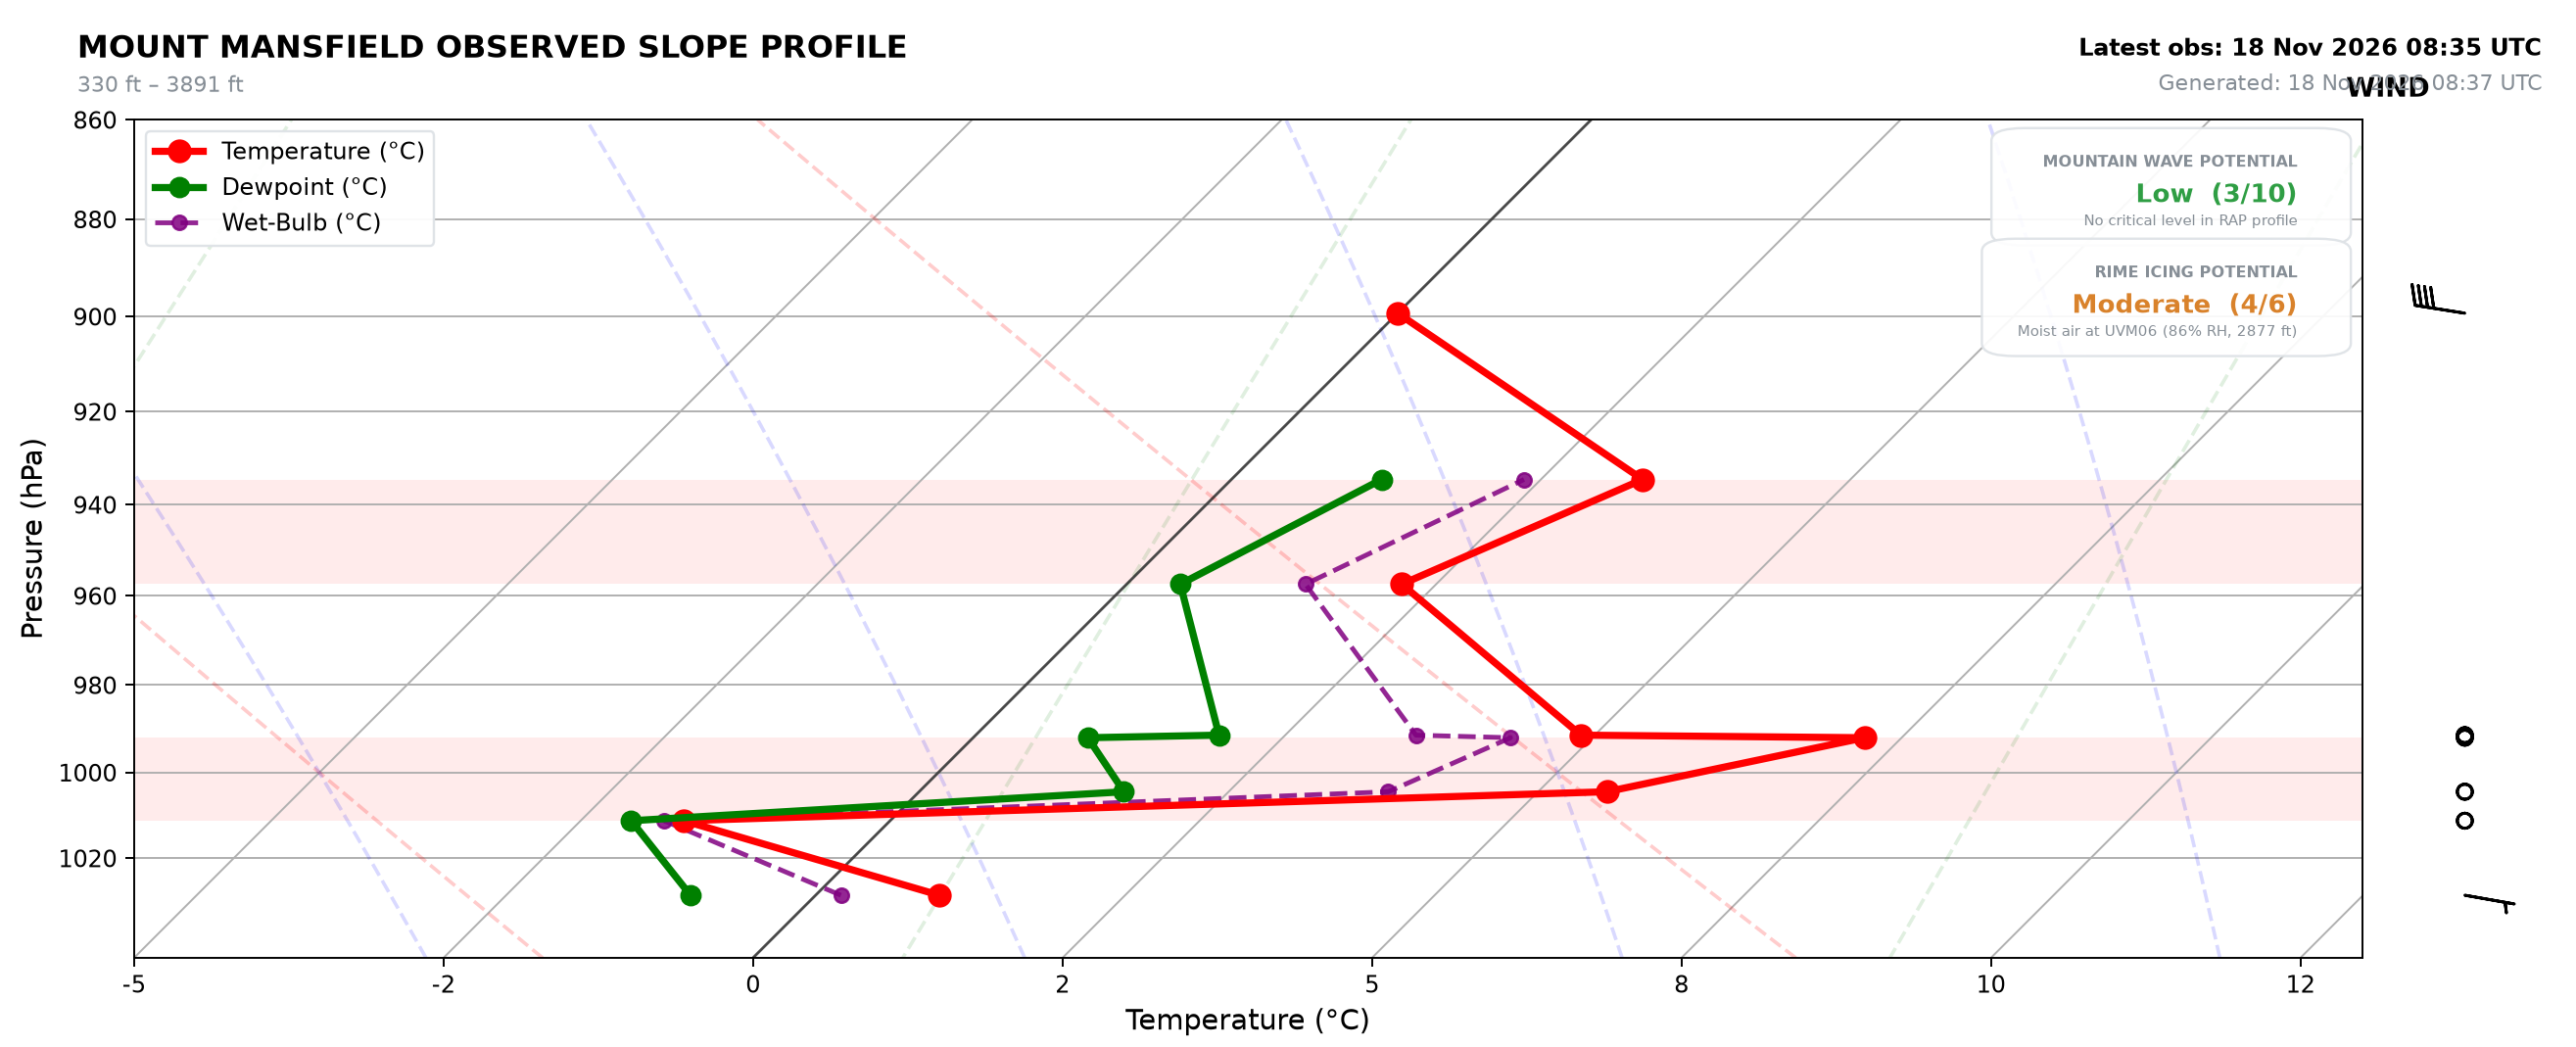 MOUNT MANSFIELD OBSERVED SLOPE PROFILE
330 ft – 3891 ft
Latest obs: 18 Nov 2026 08:35 UTC
Generated: 18 Nov 2026 08:37 UTC
WIND
Temperature (°C)
Dewpoint (°C)
Wet-Bulb (°C)
MOUNTAIN WAVE POTENTIAL
Low (3/10)
No critical level in RAP profile
RIME ICING POTENTIAL
Moderate (4/6)
Moist air at UVM06 (86% RH, 2877 ft)
Pressure (hPa)
860
880
900
920
940
960
980
1000
1020
-5 -2 0 2 5 8 10 12
Temperature (°C)